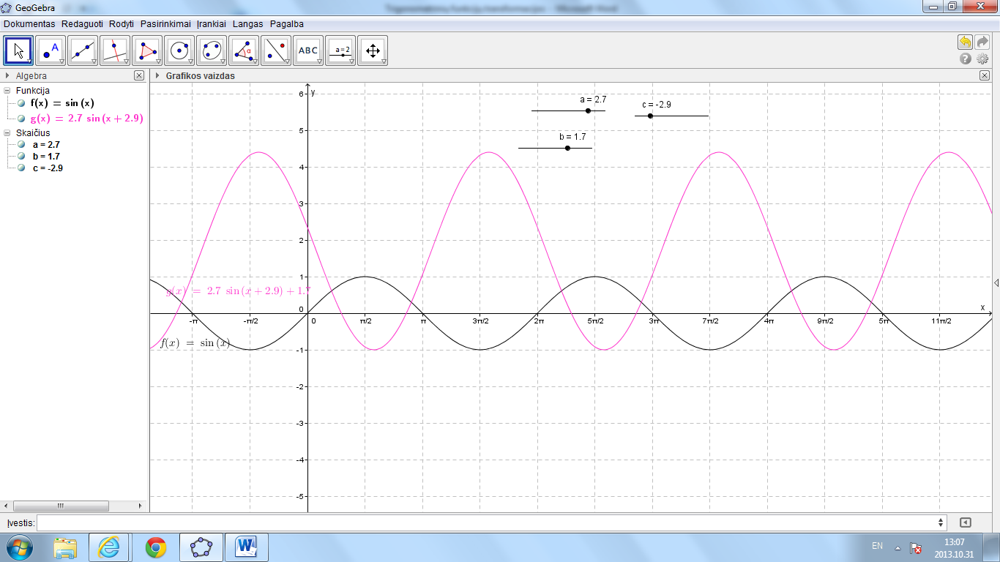 GeoGebra
Dokumentas Redaguoti Rodyti Pasirinkimai Įrankiai Langas Pagalba
A α ABC a = 2
Algebra
Grafikos vaizdas
Funkcija
f(x) = sin (x)
g(x) = 2.7 sin (x + 2.9)
Skaičius
a = 2.7
b = 1.7
c = -2.9
a = 2.7
c = -2.9
b = 1.7
y
6
5
4
3
2
1
0
-1
-2
-3
-4
-5
g(x) = 2.7 sin (x + 2.9) + 1.7
x
-π -π/2 0 π/2 π 3π/2 2π 5π/2 3π 7π/2 4π 9π/2 5π 11π/2
f(x) = sin (x)
Įvestis:
EN
13:07
2013.10.31